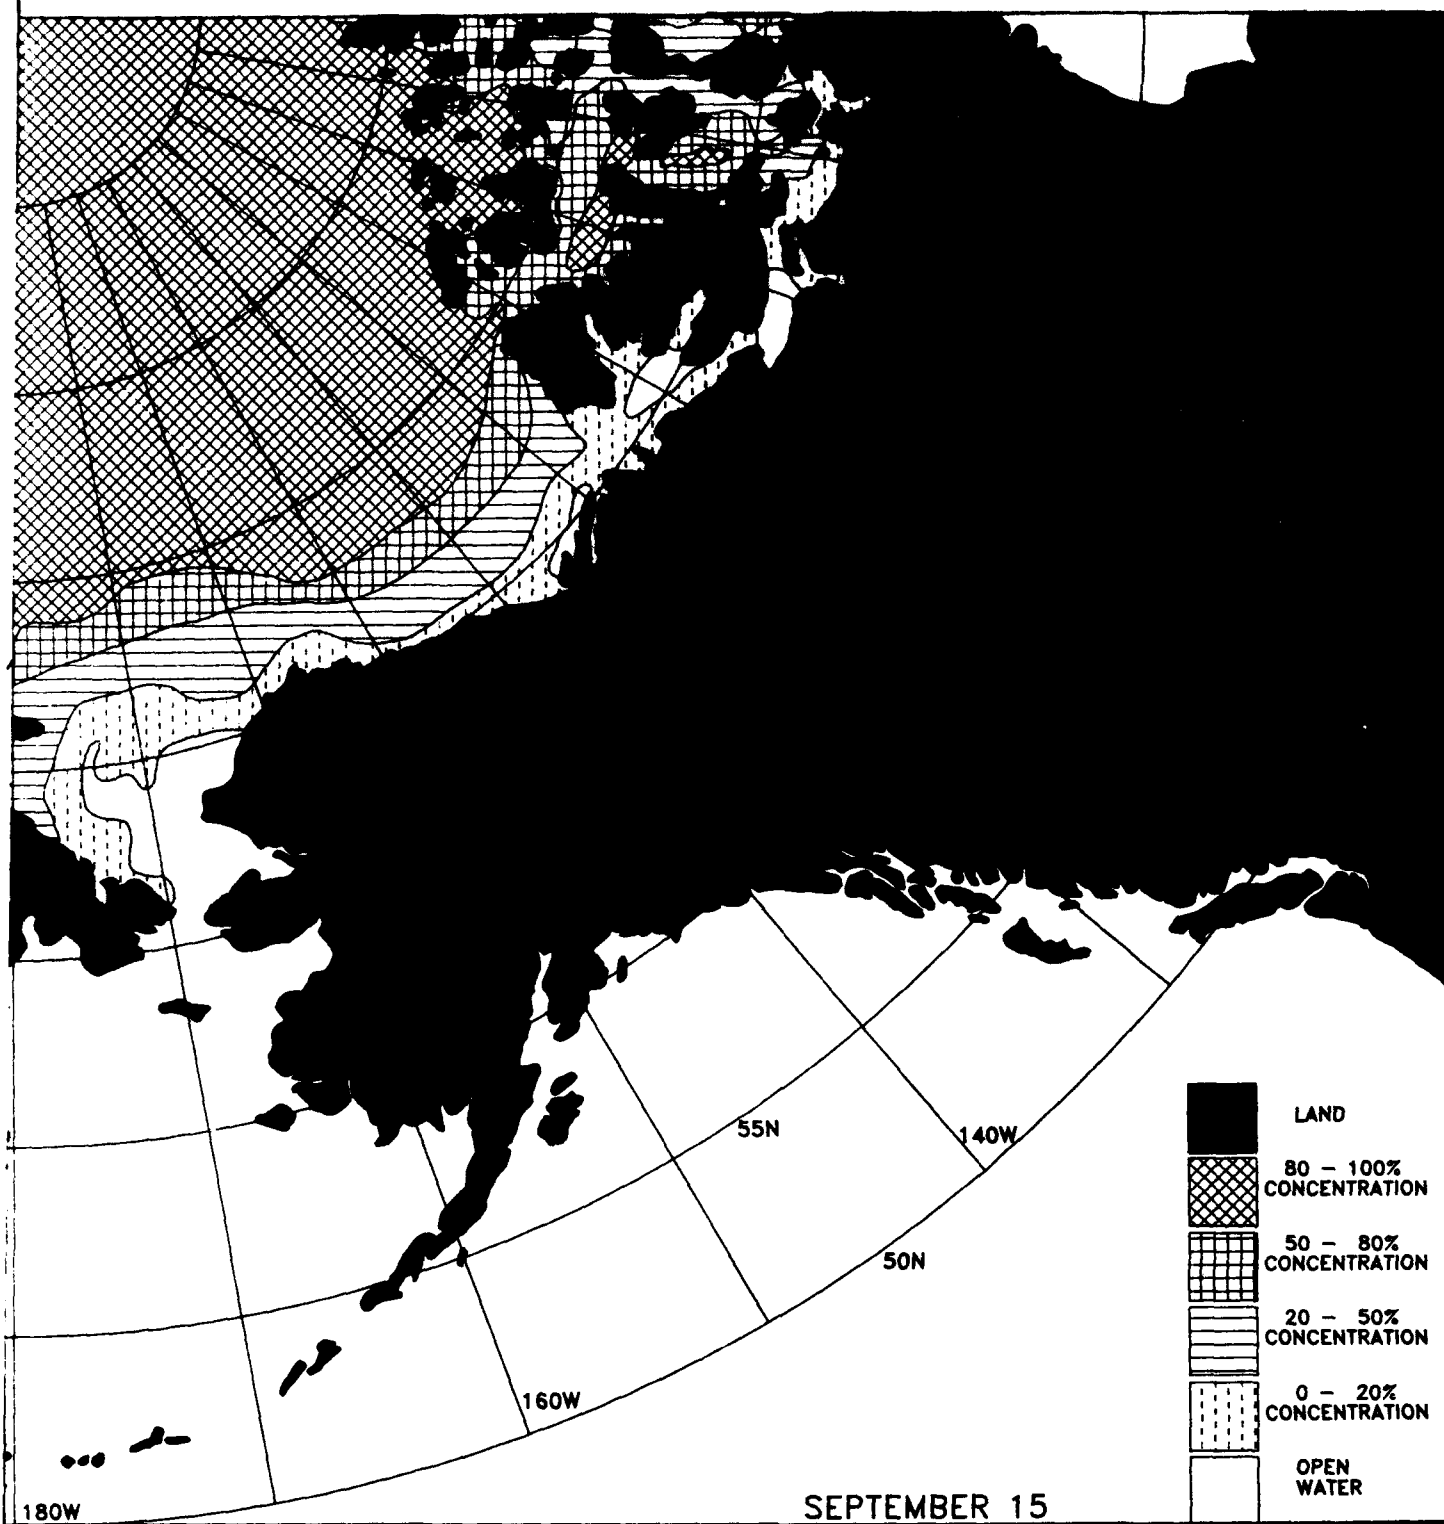 55N
140W
50N
160W
180W
SEPTEMBER 15
LAND
80 - 100%
CONCENTRATION
50 - 80%
CONCENTRATION
20 - 50%
CONCENTRATION
0 - 20%
CONCENTRATION
OPEN
WATER